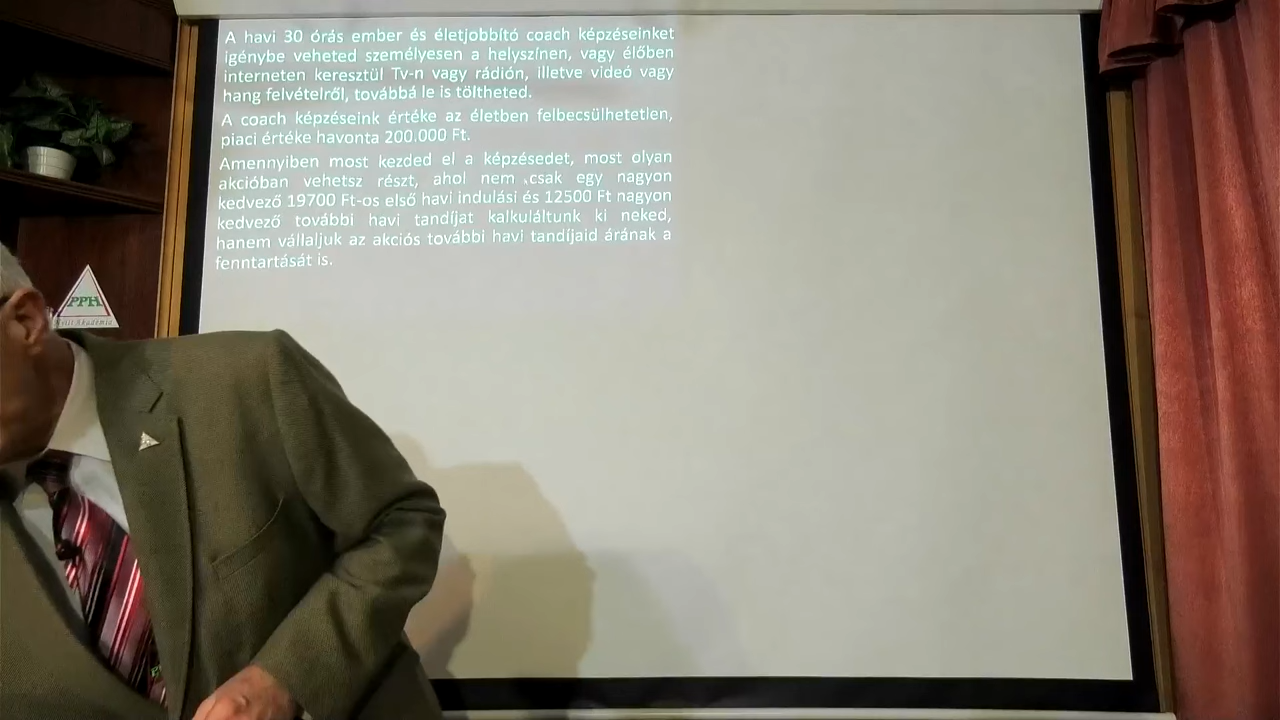 A havi 30 órás ember és életjobbító coach képzéseinket
igénybe veheted személyesen a helyszínen, vagy élőben
interneten keresztül Tv-n vagy rádión, illetve videó vagy
hang felvételről, továbbá le is töltheted.
A coach képzéseink értéke az életben felbecsülhetetlen,
piaci értéke havonta 200.000 Ft.
Amennyiben most kezded el a képzésedet, most olyan
akcióban vehetsz részt, ahol nem csak egy nagyon
kedvező 19700 Ft-os első havi indulási és 12500 Ft nagyon
kedvező további havi tandíjat kalkuláltunk ki neked,
hanem vállaljuk az akciós további havi tandíjaid árának a
fenntartását is.
PPH
Nyílt Akadémia